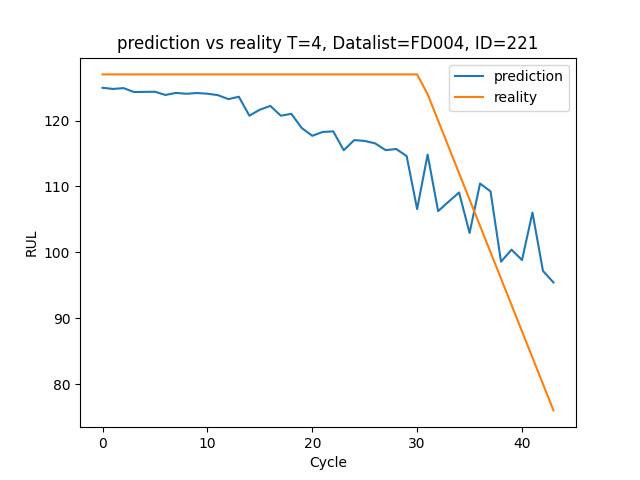 prediction vs reality T=4, Datalist=FD004, ID=221
prediction
reality
120
110
100
90
80
RUL
0 10 20 30 40
Cycle